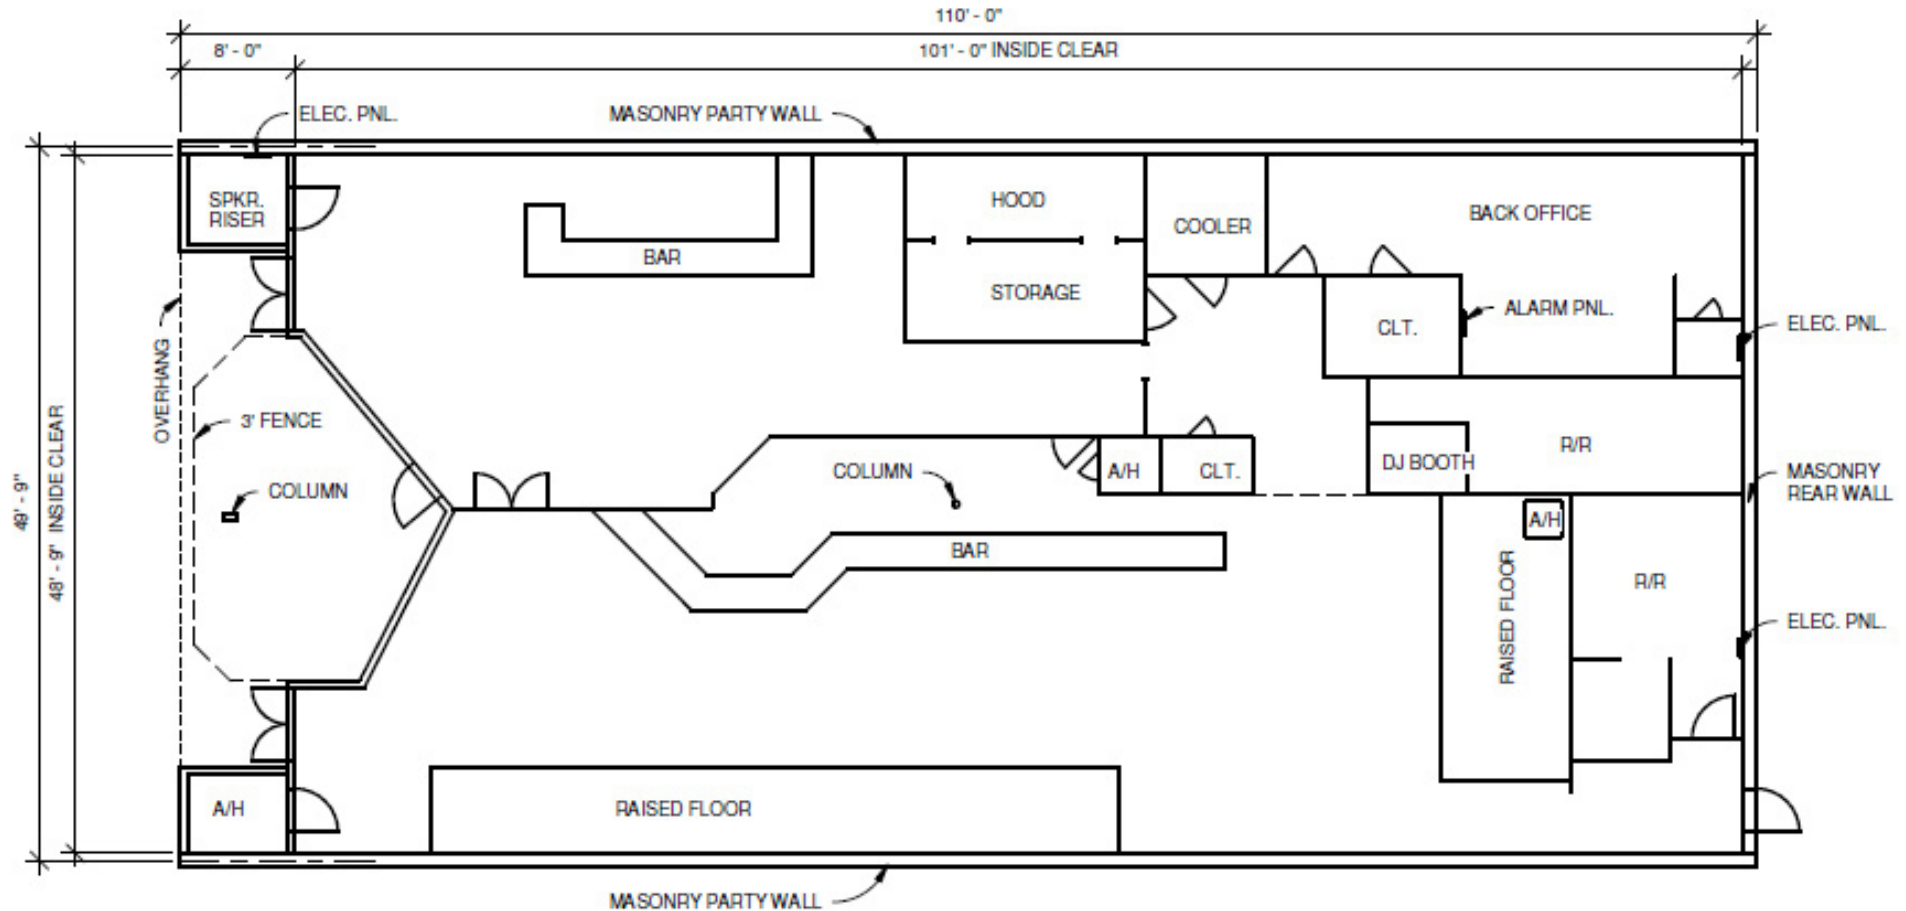 110' - 0"
8' - 0"
101' - 0" INSIDE CLEAR
ELEC. PNL.
MASONRY PARTY WALL
SPKR.
RISER
HOOD
COOLER
BACK OFFICE
BAR
STORAGE
ALARM PNL.
CLT.
ELEC. PNL.
OVERHANG
3' FENCE
R/R
DJ BOOTH
COLUMN
COLUMN
A/H
CLT.
MASONRY
REAR WALL
49' - 9"
48' - 9" INSIDE CLEAR
A/H
BAR
RAISED FLOOR
R/R
ELEC. PNL.
A/H
RAISED FLOOR
MASONRY PARTY WALL